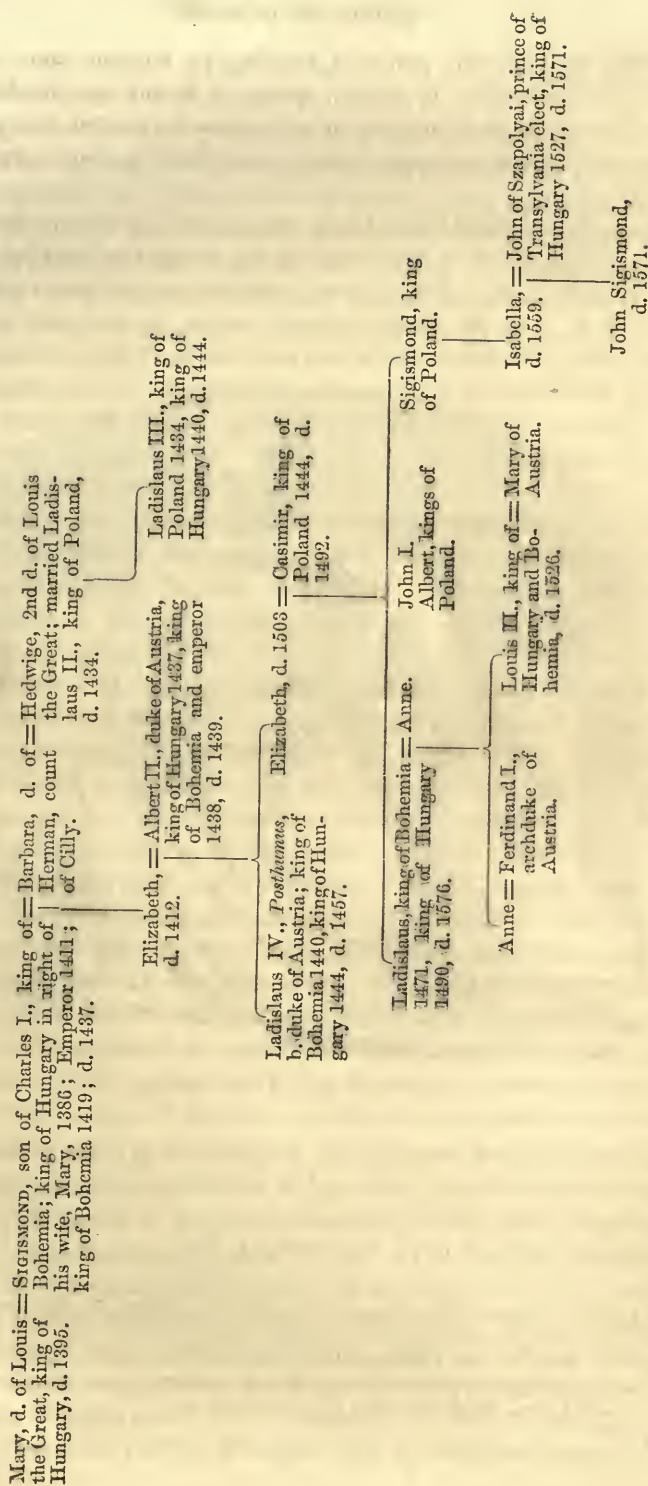 Mary, d. of Louis = SIGISMOND, son of Charles I., king of = Barbara, d. of = Hedwige, 2nd d. of Louis
the Great, king of Bohemia; king of Hungary in right of Herman, count the Great; married Ladis-
Hungary, d. 1395. his wife, Mary, 1386; Emperor 1411; of Cilly. laus II., king of Poland,
king of Bohemia 1419; d. 1437. d. 1434.
Elizabeth, = Albert II., duke of Austria,
d. 1412. king of Hungary 1437, king
of Bohemia and emperor
1438, d. 1439.
Ladislaus III., king of
Poland 1434, king of
Hungary 1440, d. 1444.
Ladislaus IV., Posthumus,
b. duke of Austria; king of
Bohemia 1440, king of Hun-
gary 1444, d. 1457.
Elizabeth, d. 1503 = Casimir, king of
Poland 1444, d.
1492.
Ladislaus, king of Bohemia = Anne.
1471, king of Hungary
1490, d. 1576.
John I.
Albert, kings of
Poland.
Sigismond, king
of Poland.
Anne = Ferdinand I.,
archduke of
Austria.
Louis II., king of = Mary of
Hungary and Bo- Austria.
hemia, d. 1526.
Isabella, = John of Szapolyai, prince of
d. 1559. Transylvania elect, king of
Hungary 1527, d. 1571.
John Sigismond,
d. 1571.